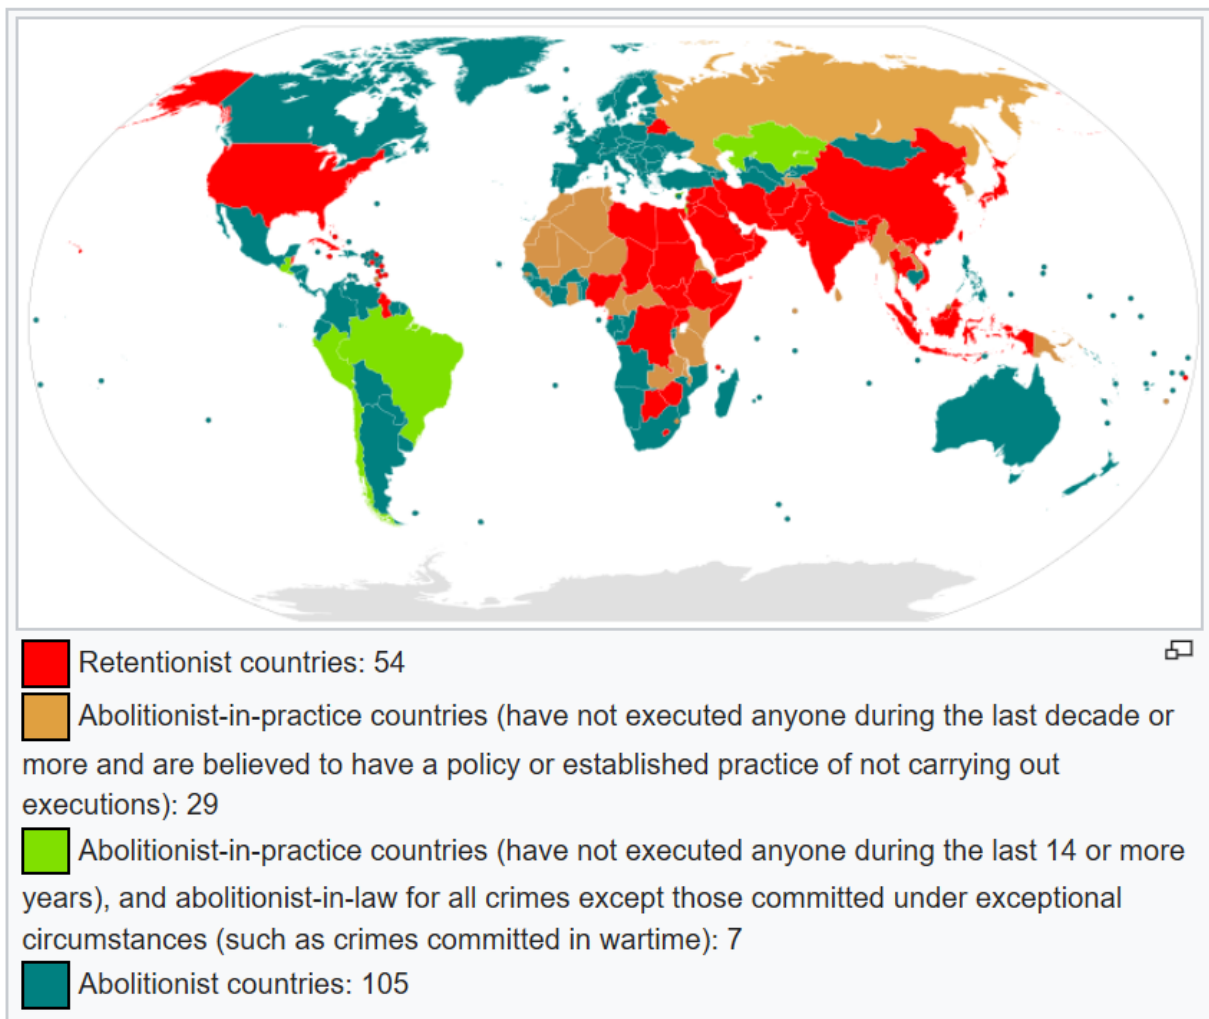 Retentionist countries: 54
Abolitionist-in-practice countries (have not executed anyone during the last decade or
more and are believed to have a policy or established practice of not carrying out
executions): 29
Abolitionist-in-practice countries (have not executed anyone during the last 14 or more
years), and abolitionist-in-law for all crimes except those committed under exceptional
circumstances (such as crimes committed in wartime): 7
Abolitionist countries: 105